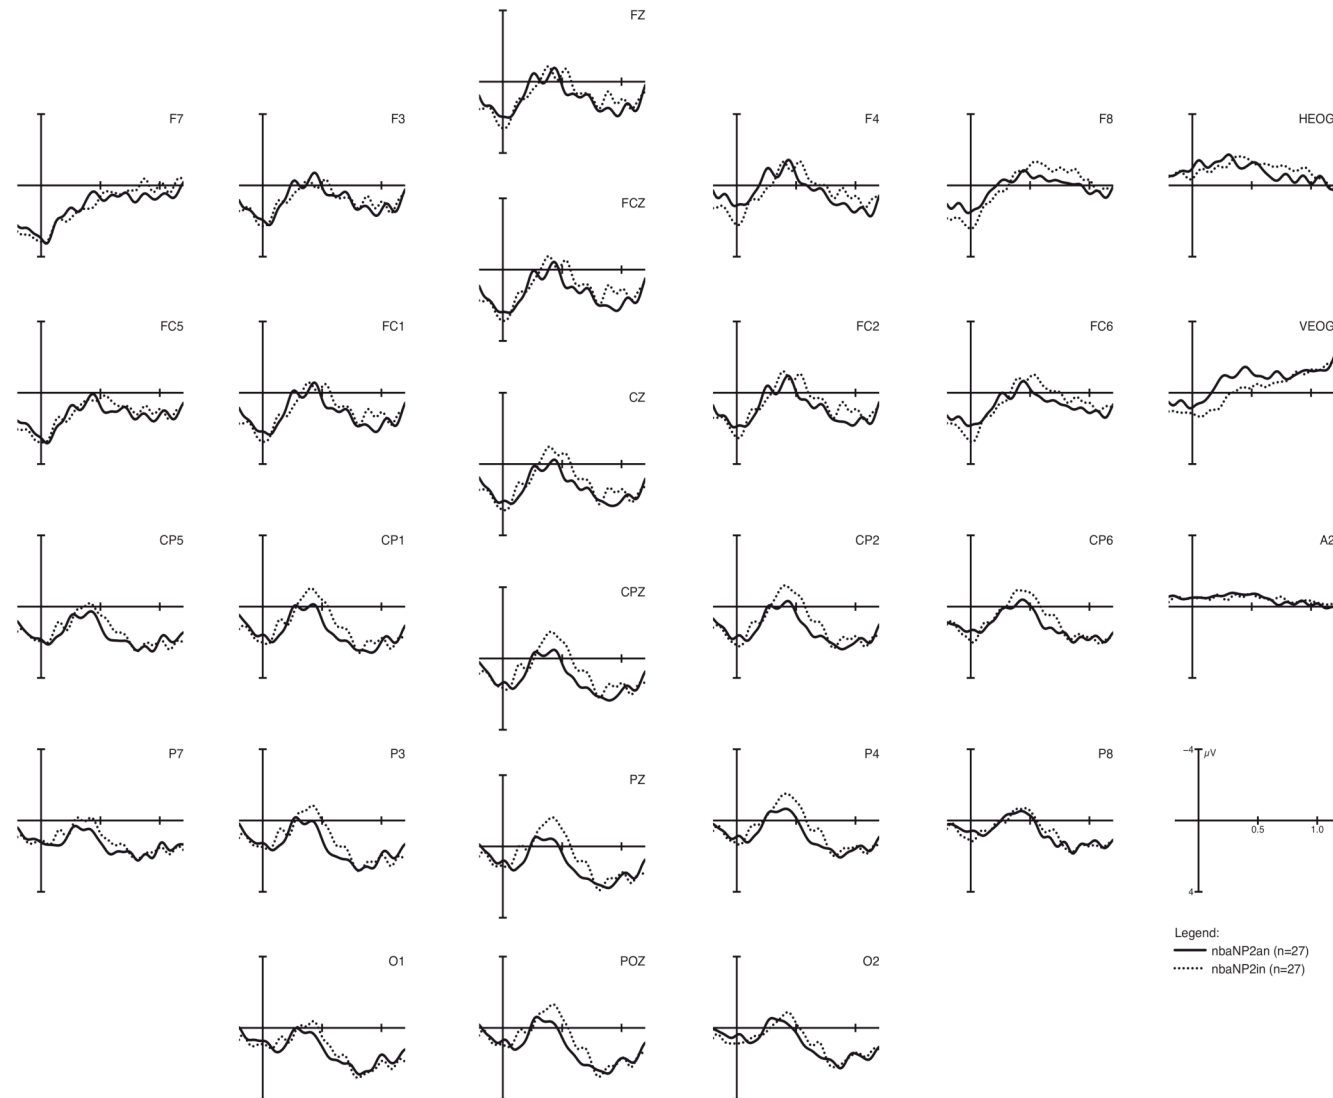 FZ
F7
F3
F4
F8
HEOG
FCZ
FC5
FC1
FC2
FC6
VEOG
CZ
CP5
CP1
CP2
CP6
A2
CPZ
P7
P3
P4
P8
−4
µV
PZ
0.5
1.0
4
Legend:
nbaNP2an (n=27)
nbaNP2in (n=27)
O1
POZ
O2